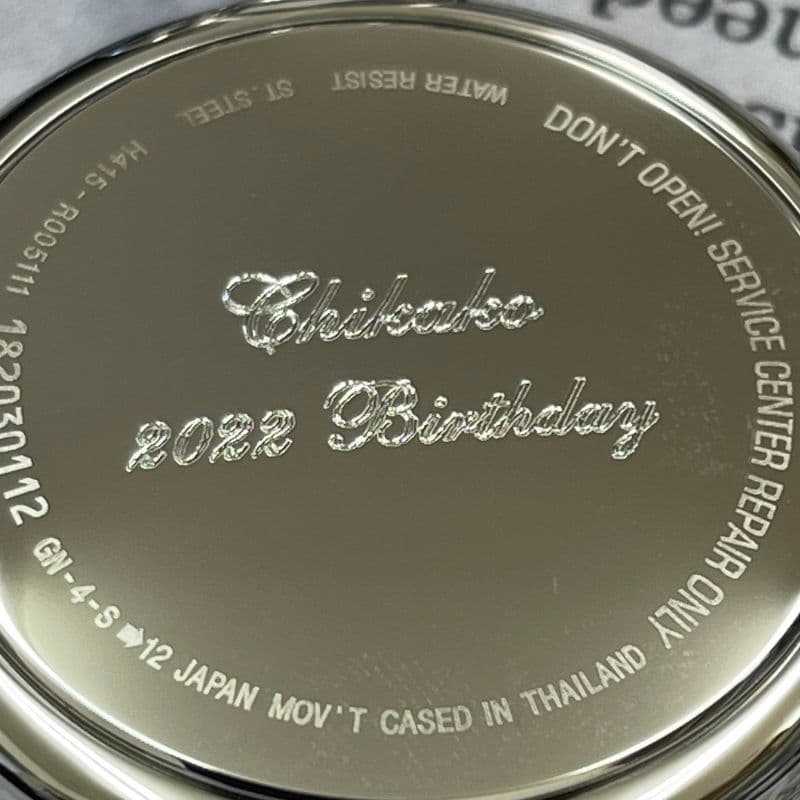 Chikako
2022 Birthday
WATER RESIST
ST. STEEL
H415-R005111
182030112
GN-4-S ➡12 JAPAN MOV'T CASED IN THAILAND
DON'T OPEN! SERVICE CENTER REPAIR ONLY